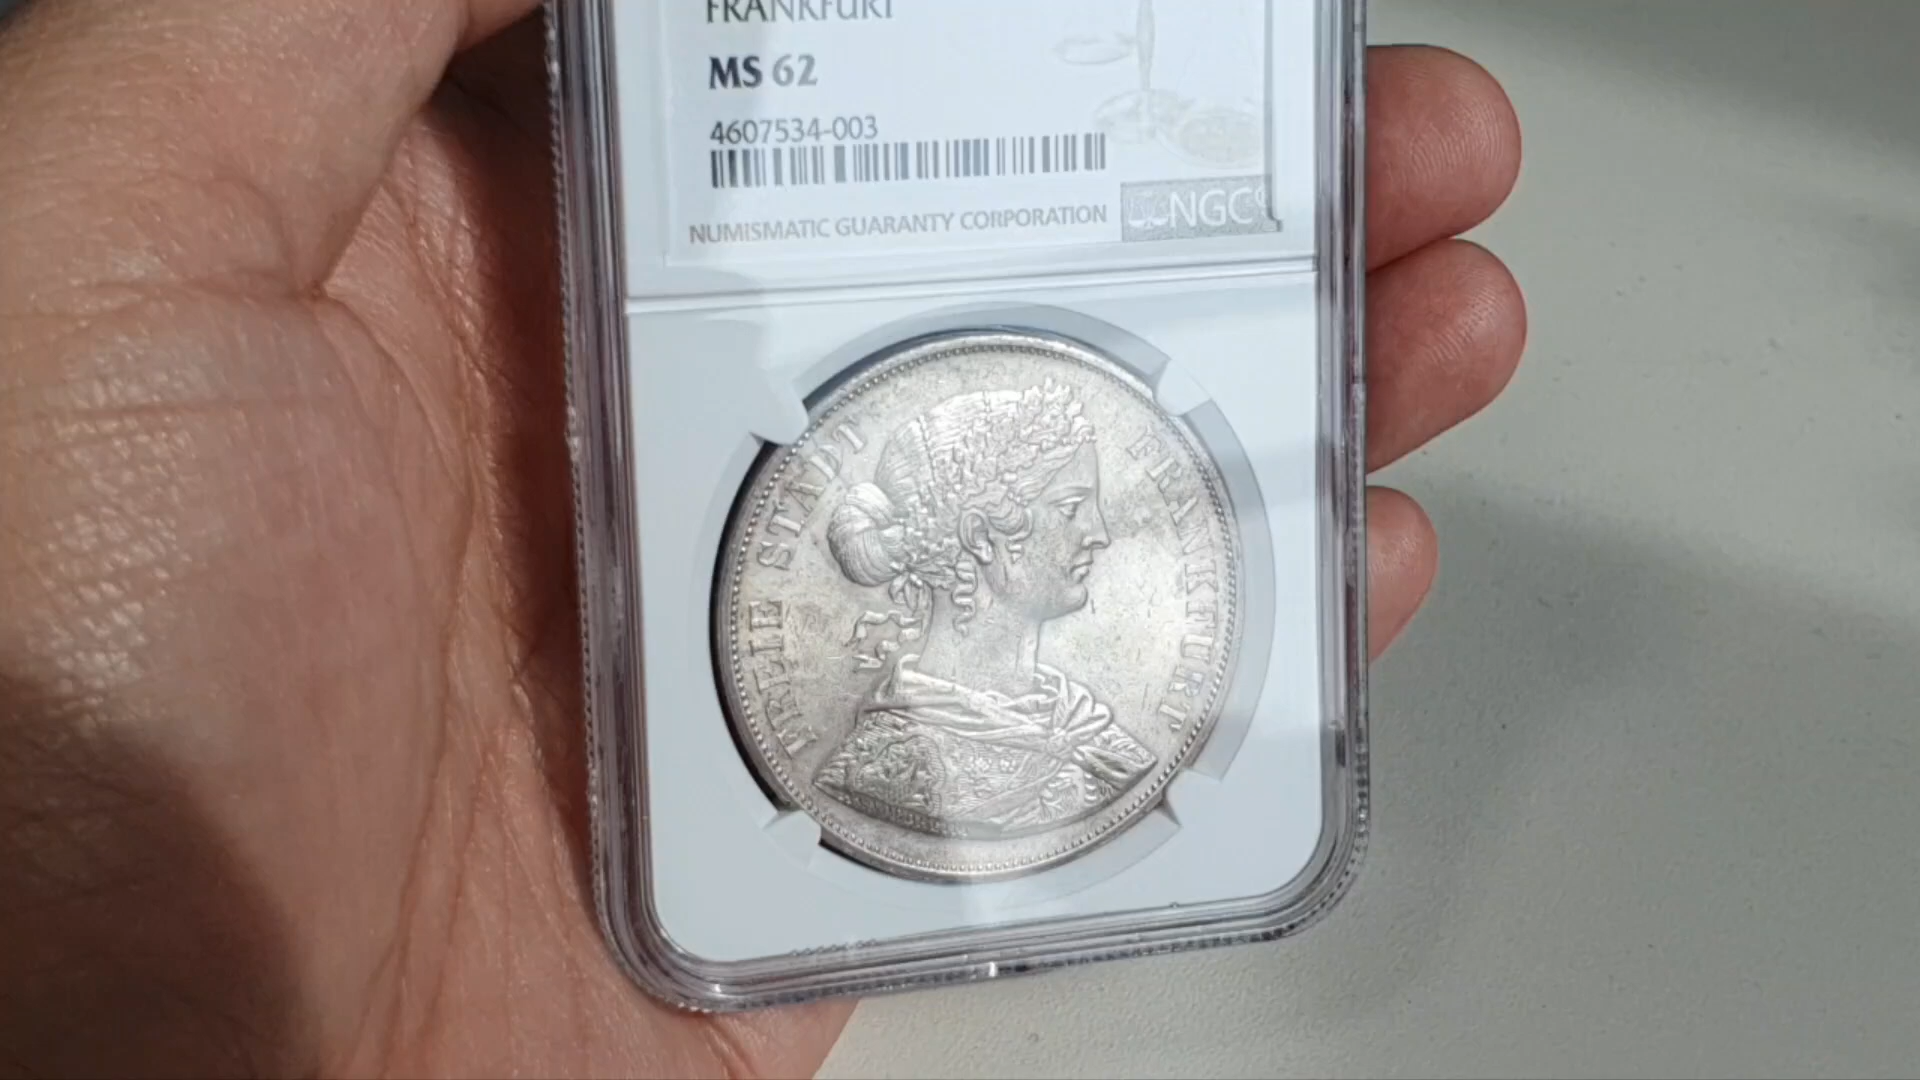 FRANKFURT
MS 62
4607534-003
NUMISMATIC GUARANTY CORPORATION
NGC®
FREIE STADT
FRANKFURT